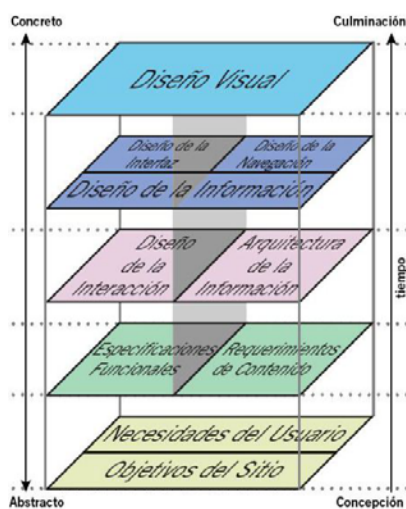 Concreto
Culminación
Diseño Visual
Diseño de la
Interfaz
Diseño de la
Navegación
Diseño de la Información
Diseño
de la
Interacción
Arquitectura
de la
Información
tiempo
Especificaciones
Funcionales
Requerimientos
de Contenido
Necesidades del Usuario
Objetivos del Sitio
Abstracto
Concepción